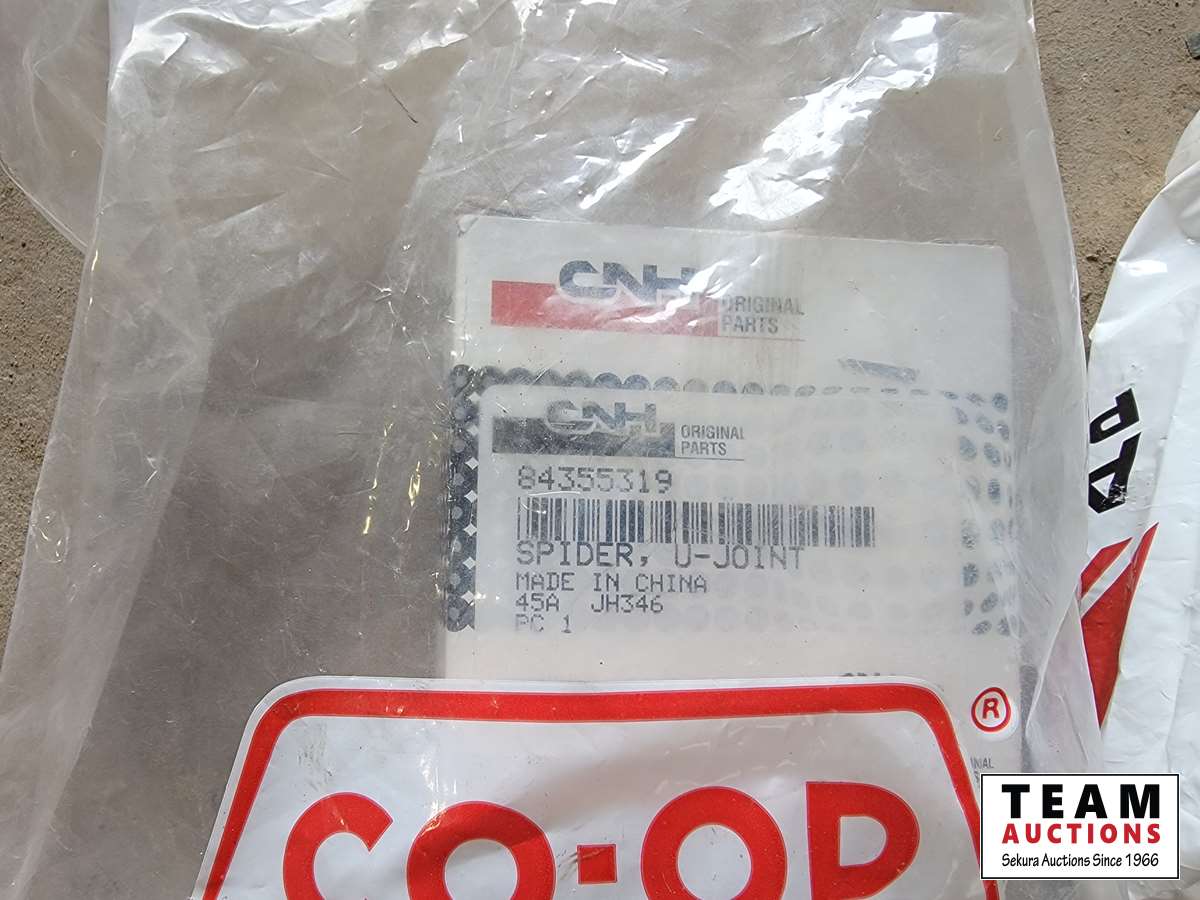 CNH
ORIGINAL
PARTS
CNH
ORIGINAL
PARTS
84355319
SPIDER, U-JOINT
MADE IN CHINA
45A JH346
PC 1
®
CO-OP
TEAM
AUCTIONS
Sekura Auctions Since 1966